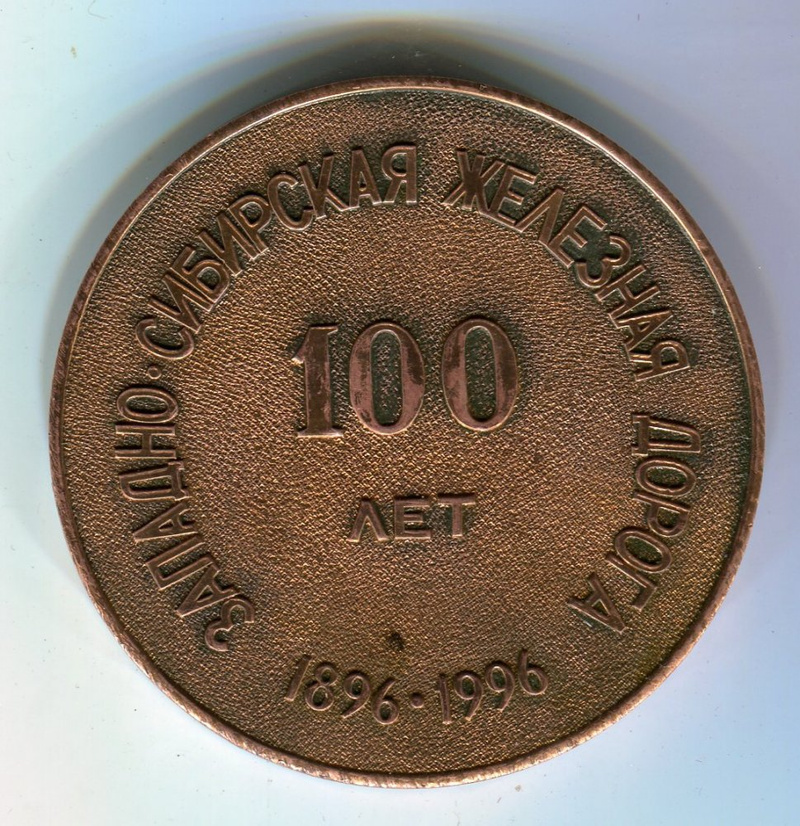 ЗАПАДНО·СИБИРСКАЯ ЖЕЛЕЗНАЯ ДОРОГА
100
ЛЕТ
1896·1996